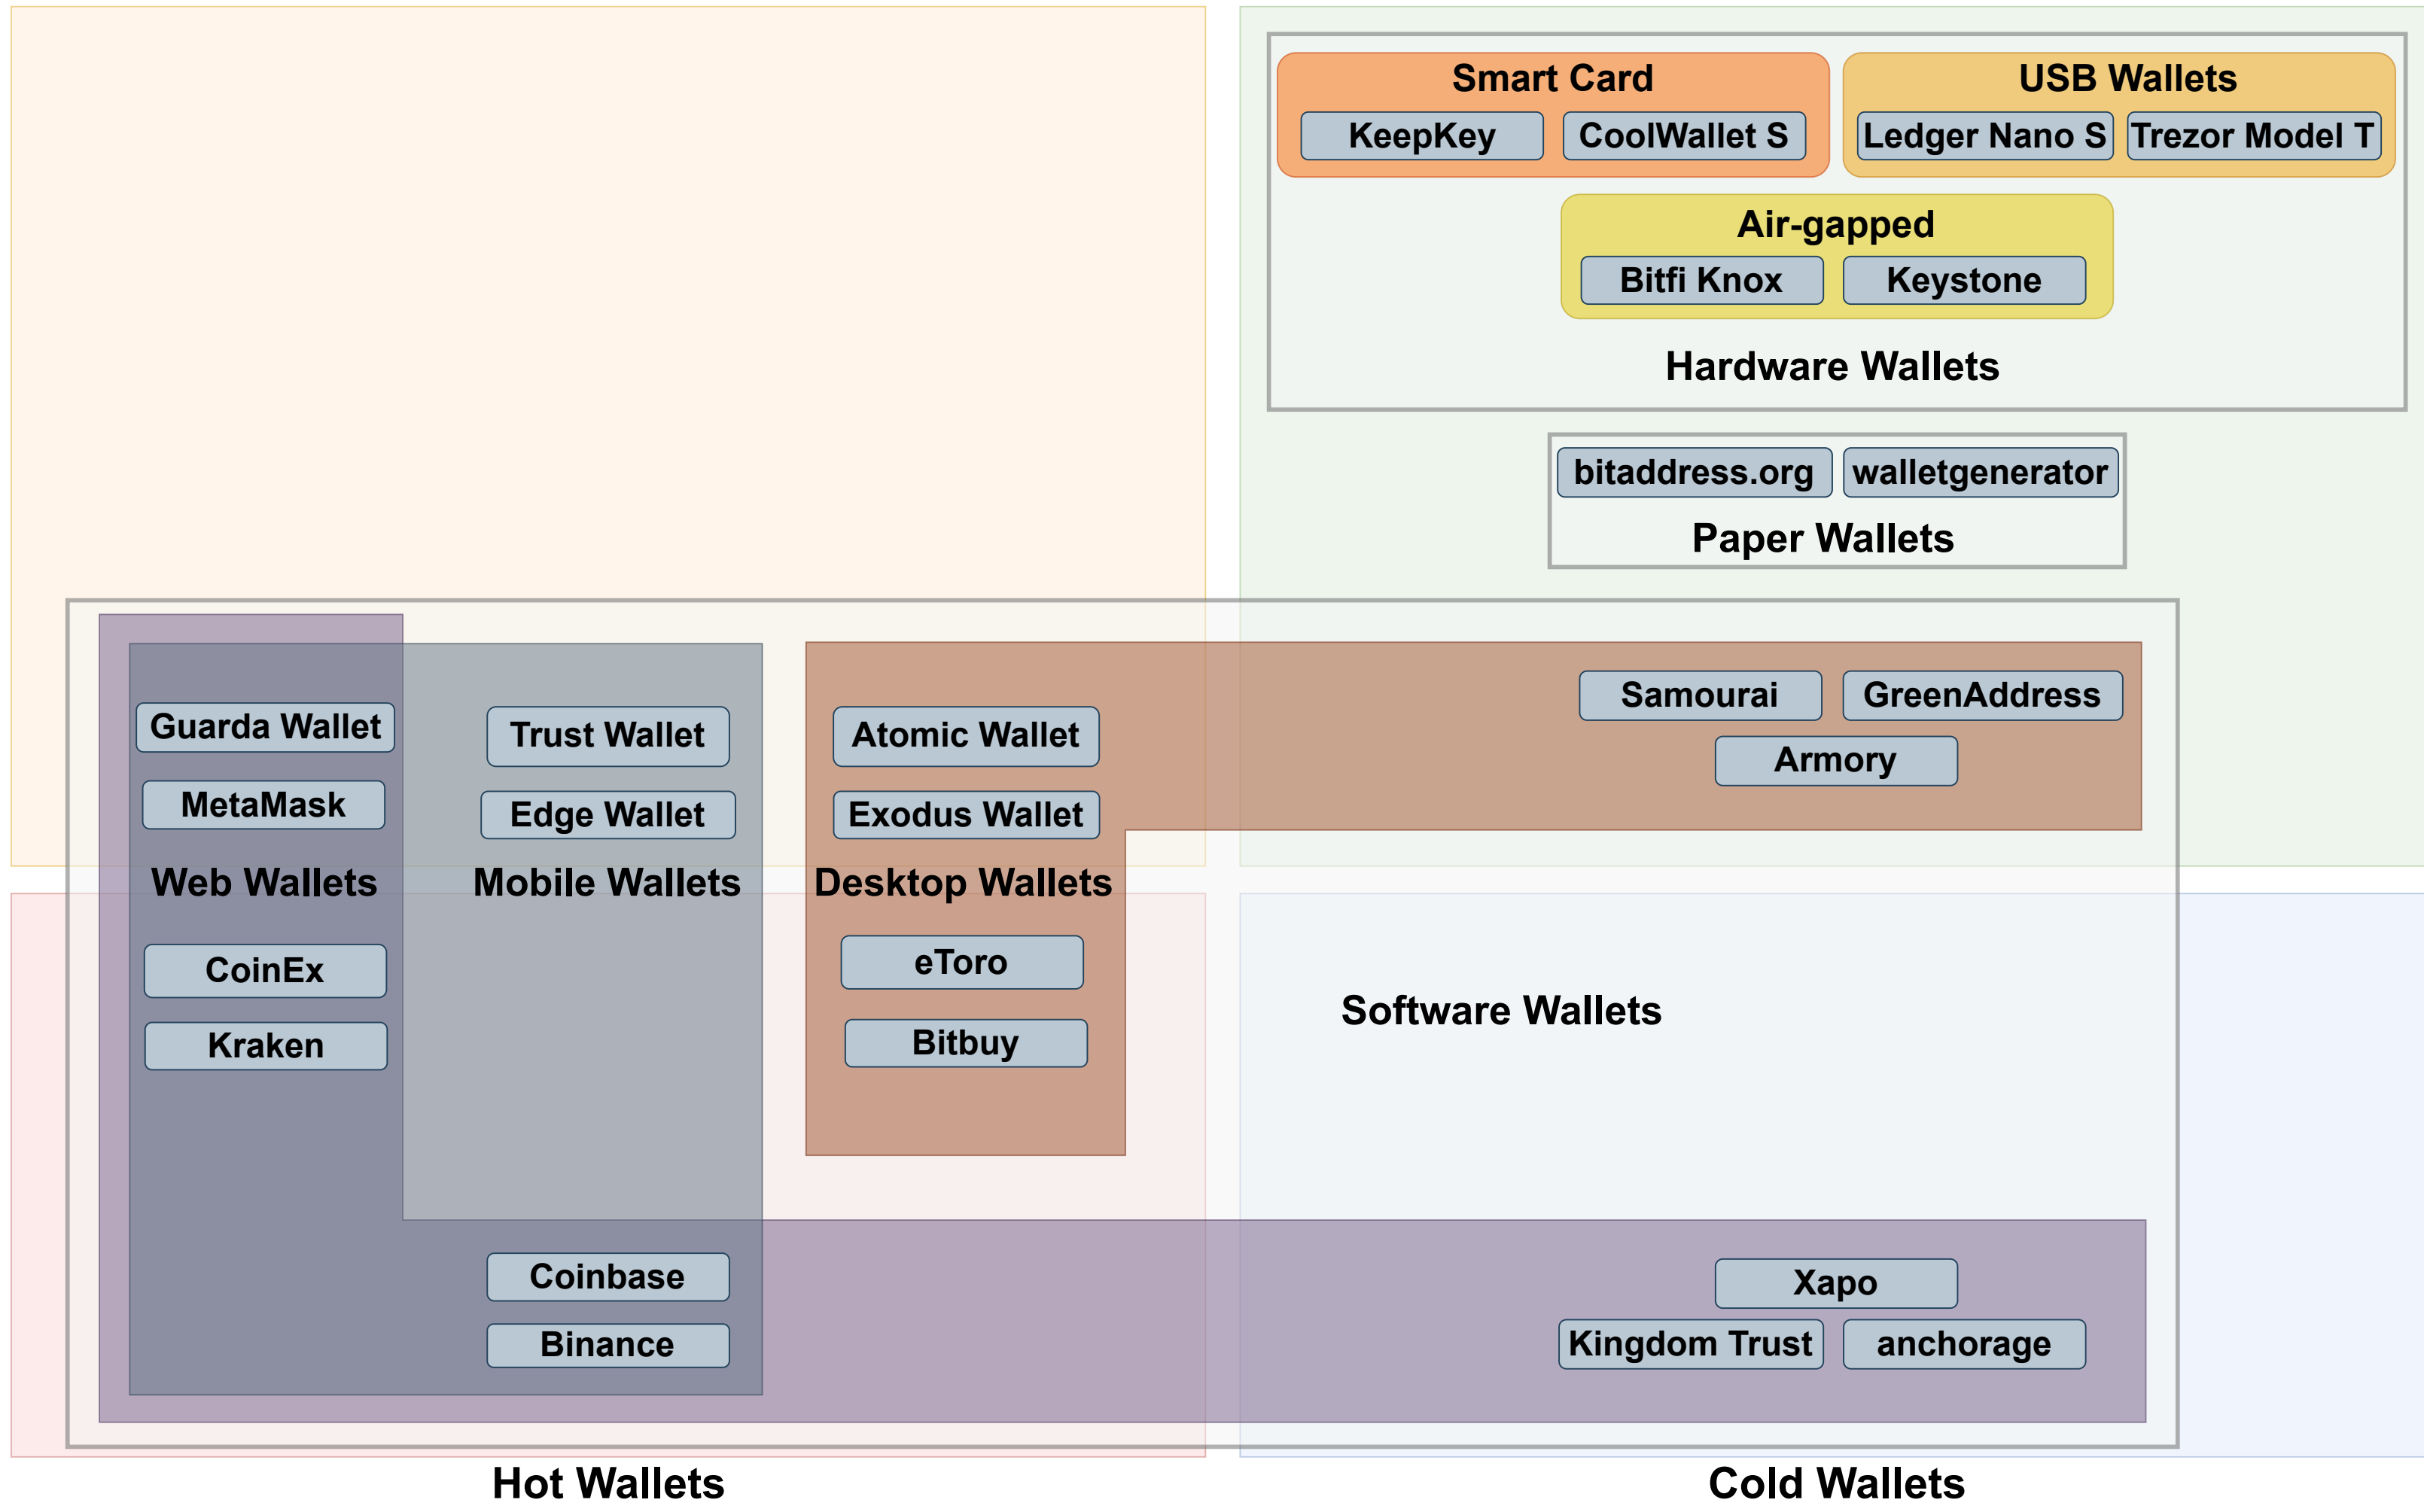 Smart Card
KeepKey
CoolWallet S
USB Wallets
Ledger Nano S
Trezor Model T
Air-gapped
Bitfi Knox
Keystone
Hardware Wallets
bitaddress.org
walletgenerator
Paper Wallets
Guarda Wallet
MetaMask
Web Wallets
CoinEx
Kraken
Trust Wallet
Edge Wallet
Mobile Wallets
Coinbase
Binance
Atomic Wallet
Exodus Wallet
Desktop Wallets
eToro
Bitbuy
Samourai
GreenAddress
Armory
Software Wallets
Xapo
Kingdom Trust
anchorage
Hot Wallets
Cold Wallets